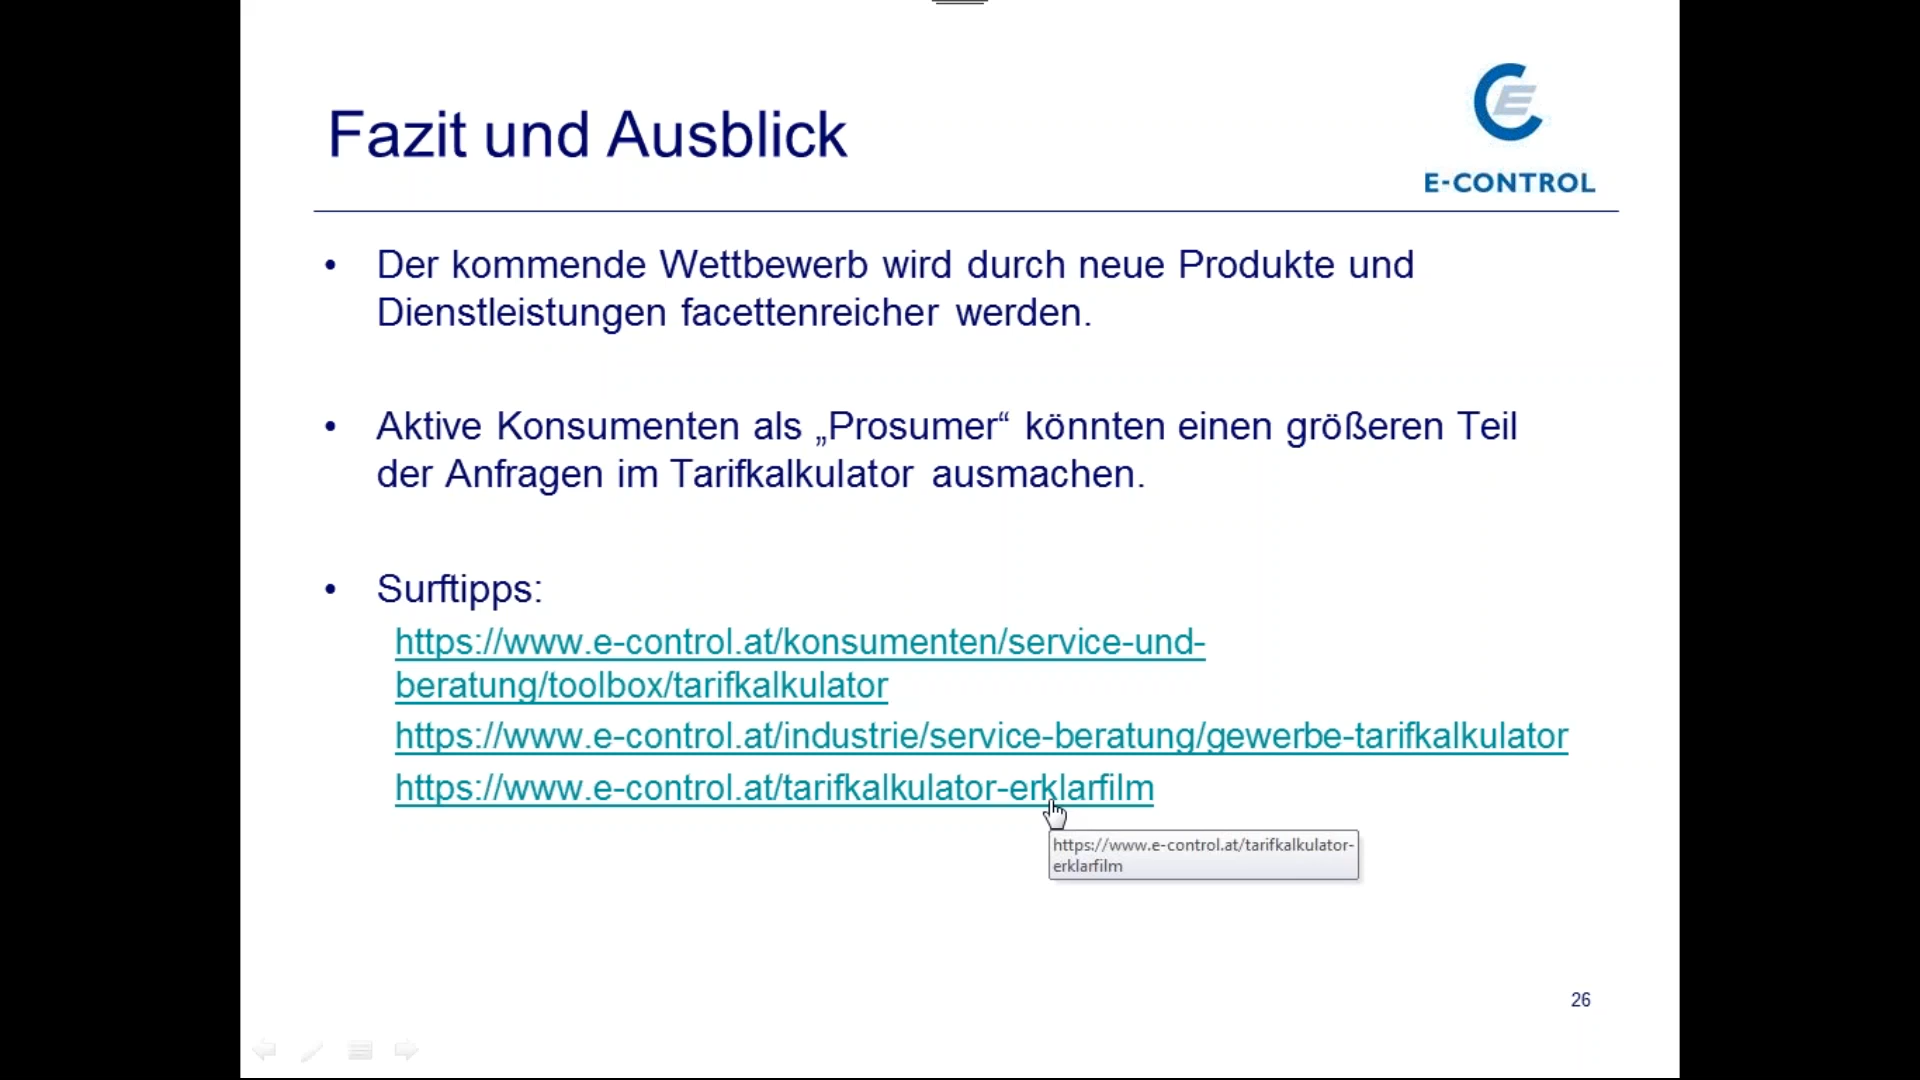 Fazit und Ausblick
E-CONTROL
• Der kommende Wettbewerb wird durch neue Produkte und
Dienstleistungen facettenreicher werden.
• Aktive Konsumenten als „Prosumer“ könnten einen größeren Teil
der Anfragen im Tarifkalkulator ausmachen.
• Surftipps:
https://www.e-control.at/konsumenten/service-und-
beratung/toolbox/tarifkalkulator
https://www.e-control.at/industrie/service-beratung/gewerbe-tarifkalkulator
https://www.e-control.at/tarifkalkulator-erklarfilm
https://www.e-control.at/tarifkalkulator-
erklarfilm
26